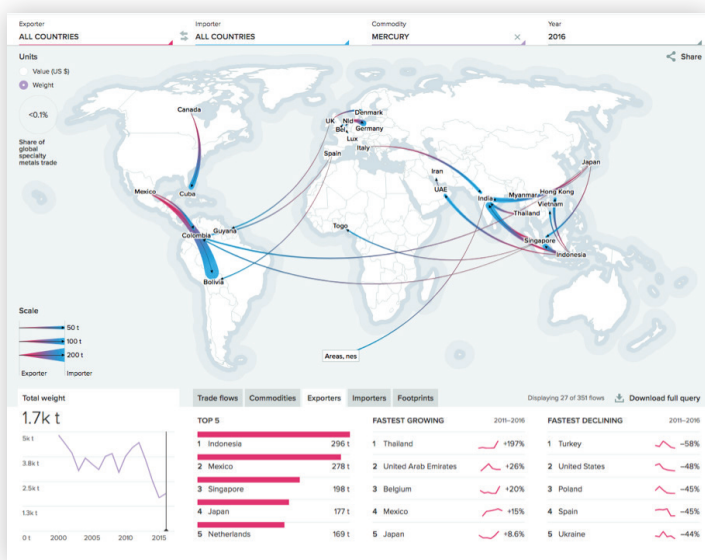 Exporter
ALL COUNTRIES
Importer
ALL COUNTRIES
Commodity
MERCURY
×
Year
2016
Units
Value (US $)
Weight
<0.1%
Share of
global
specialty
metals trade
Share
Canada
Cuba
Mexico
Colombia
Guyana
Bolivia
UK
Denmark
Nld
Bel
Germany
Lux
Spain
Italy
Togo
Iran
UAE
India
Myanmar
Hong Kong
Japan
Vietnam
Thailand
Singapore
Indonesia
Areas, nes
Scale
50 t
100 t
200 t
Exporter
Importer
Total weight
1.7k t
5k t
3.8k t
2.5k t
1.3k t
0 t
2000
2005
2010
2015
Trade flows
Commodities
Exporters
Importers
Footprints
Displaying 27 of 351 flows
Download full query
TOP 5
1 Indonesia 296 t
2 Mexico 278 t
3 Singapore 198 t
4 Japan 177 t
5 Netherlands 169 t
FASTEST GROWING 2011–2016
1 Thailand +197%
2 United Arab Emirates +26%
3 Belgium +20%
4 Mexico +15%
5 Japan +8.6%
FASTEST DECLINING 2011–2016
1 Turkey –58%
2 United States –48%
3 Poland –45%
4 Spain –45%
5 Ukraine –44%